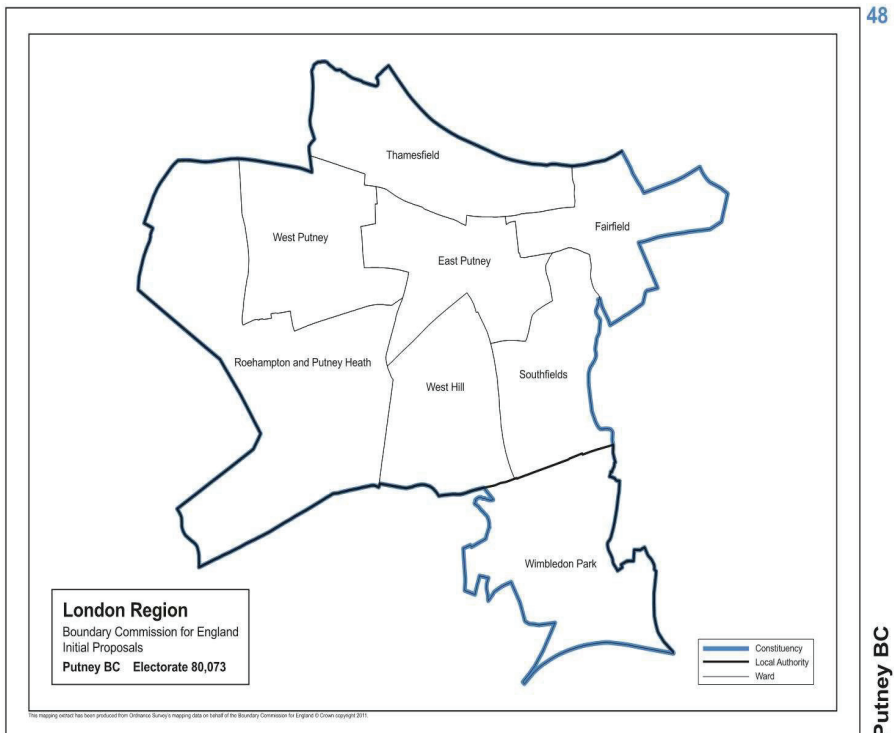 48
Thamesfield
Fairfield
West Putney
East Putney
Roehampton and Putney Heath
Southfields
West Hill
Wimbledon Park
London Region
Boundary Commission for England
Initial Proposals
Putney BC Electorate 80,073
Constituency
Local Authority
Ward
This mapping extract has been produced from Ordnance Survey's mapping data on behalf of the Boundary Commission for England © Crown copyright 2011.
Putney BC